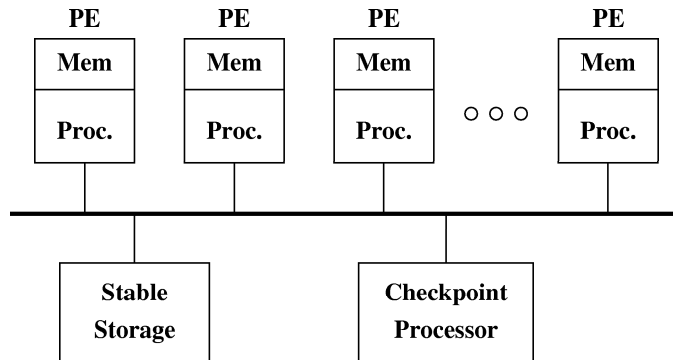 PE PE PE PE
Mem Mem Mem Mem
Proc. Proc. Proc. Proc.
Stable
Storage
Checkpoint
Processor